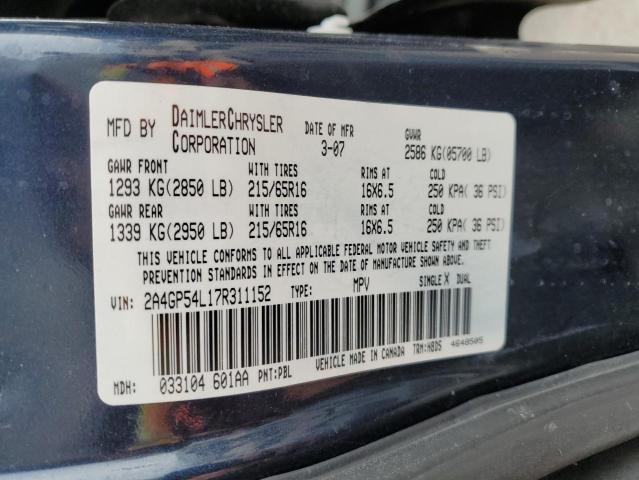 MFD BY DAIMLERCHRYSLER CORPORATION DATE OF MFR 3-07 GVWR 2586 KG(05700 LB)
GAWR FRONT WITH TIRES RIMS AT COLD
1293 KG(2850 LB) 215/65R16 16X6.5 250 KPA( 36 PSI)
GAWR REAR WITH TIRES RIMS AT COLD
1339 KG(2950 LB) 215/65R16 16X6.5 250 KPA( 36 PSI)
THIS VEHICLE CONFORMS TO ALL APPLICABLE FEDERAL MOTOR VEHICLE SAFETY AND THEFT
PREVENTION STANDARDS IN EFFECT ON THE DATE OF MANUFACTURE SHOWN ABOVE.
VIN: 2A4GP54L17R311152 TYPE: MPV SINGLE X DUAL
MDH: 033104 601AA PNT:PBL VEHICLE MADE IN CANADA TRM:H8D5 4648505